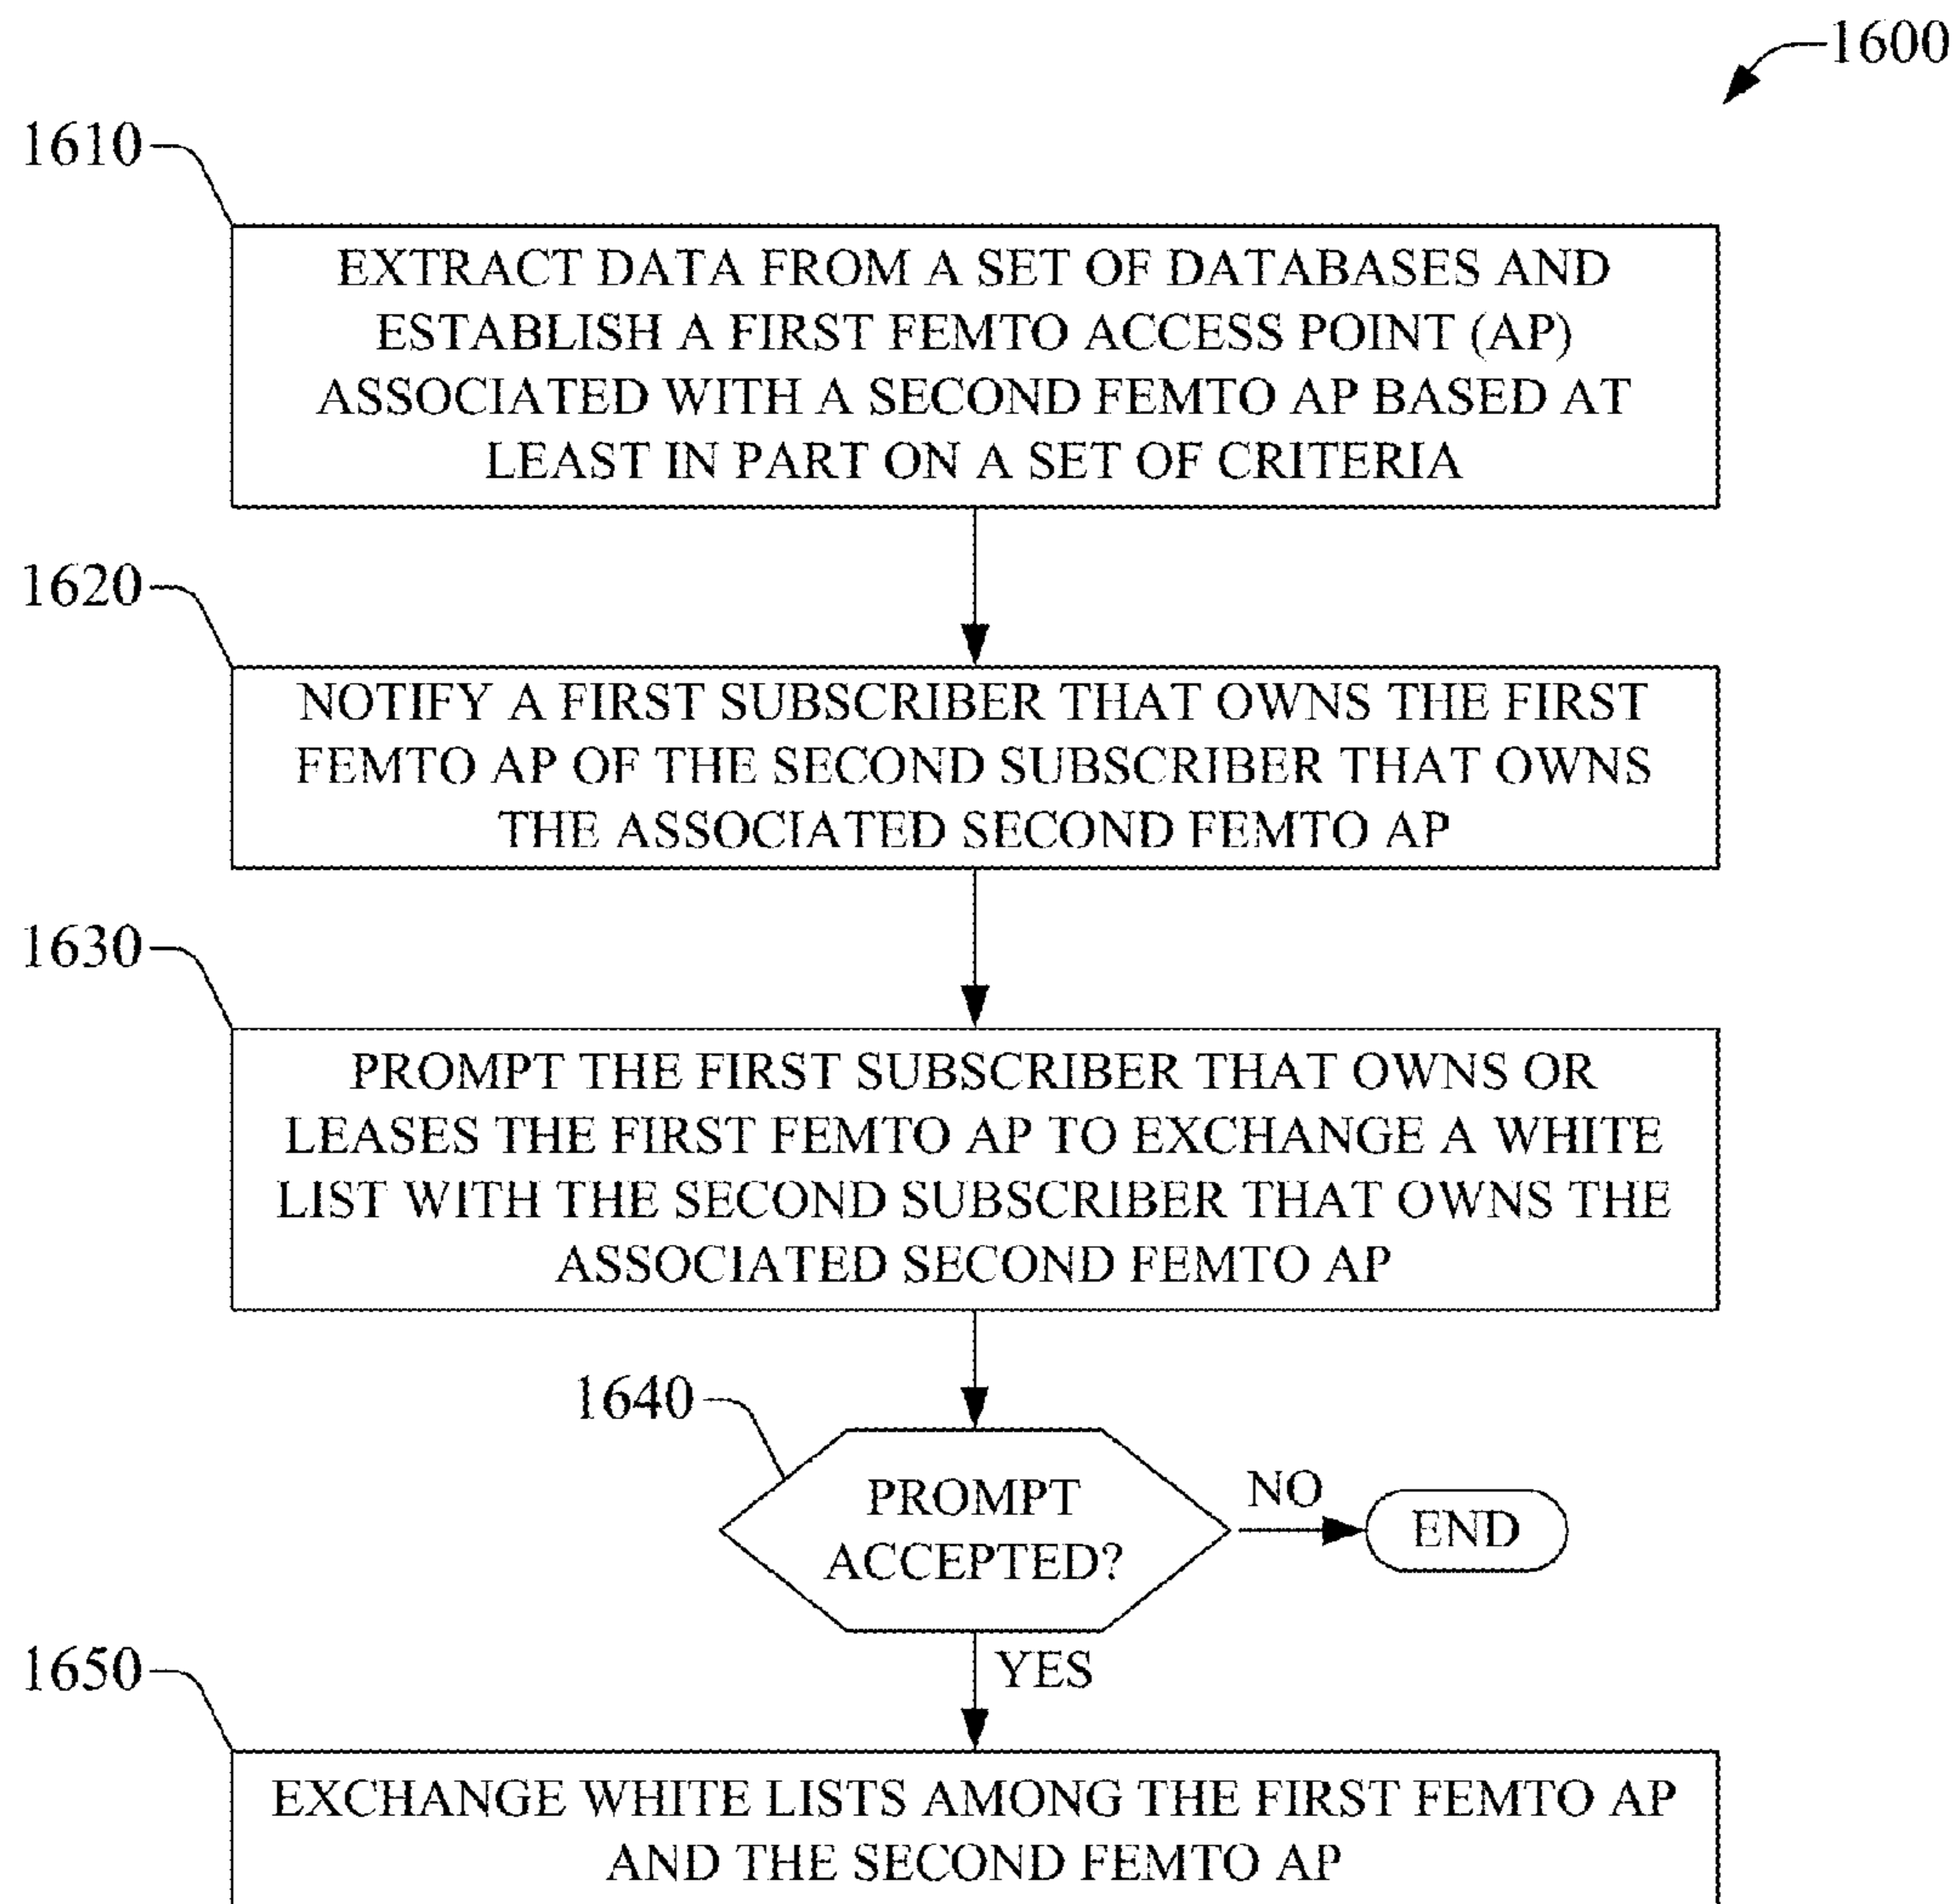 1600
1610
EXTRACT DATA FROM A SET OF DATABASES AND
ESTABLISH A FIRST FEMTO ACCESS POINT (AP)
ASSOCIATED WITH A SECOND FEMTO AP BASED AT
LEAST IN PART ON A SET OF CRITERIA
1620
NOTIFY A FIRST SUBSCRIBER THAT OWNS THE FIRST
FEMTO AP OF THE SECOND SUBSCRIBER THAT OWNS
THE ASSOCIATED SECOND FEMTO AP
1630
PROMPT THE FIRST SUBSCRIBER THAT OWNS OR
LEASES THE FIRST FEMTO AP TO EXCHANGE A WHITE
LIST WITH THE SECOND SUBSCRIBER THAT OWNS THE
ASSOCIATED SECOND FEMTO AP
1640
PROMPT
ACCEPTED?
NO
END
YES
1650
EXCHANGE WHITE LISTS AMONG THE FIRST FEMTO AP
AND THE SECOND FEMTO AP